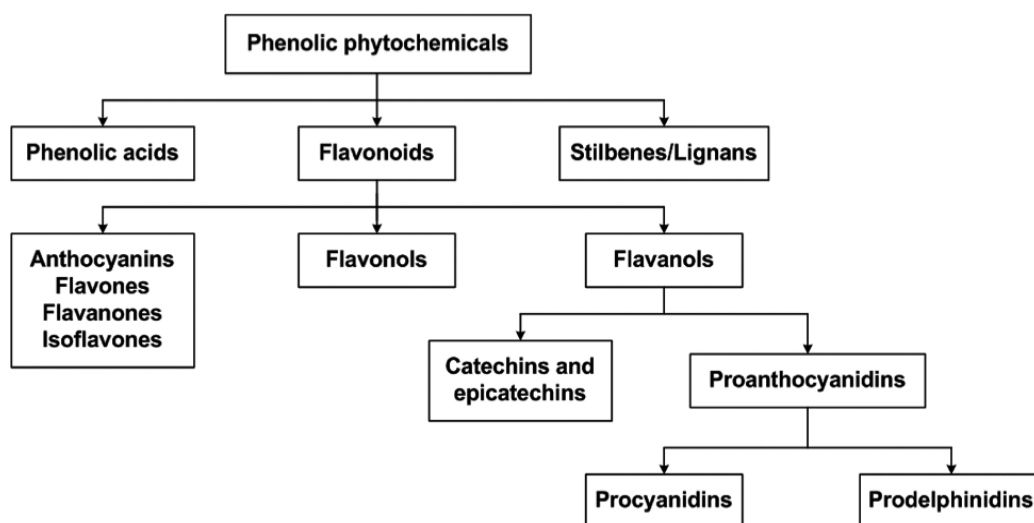 Phenolic phytochemicals
Phenolic acids
Flavonoids
Stilbenes/Lignans
Anthocyanins
Flavones
Flavanones
Isoflavones
Flavonols
Flavanols
Catechins and
epicatechins
Proanthocyanidins
Procyanidins
Prodelphinidins